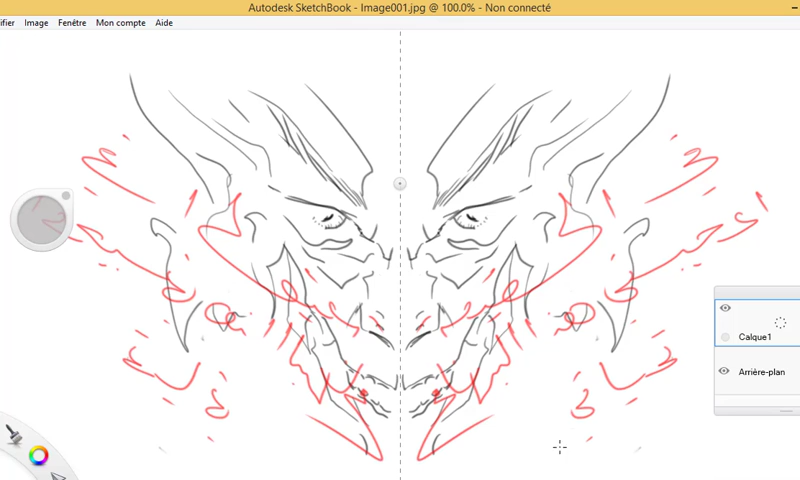 Autodesk SketchBook - Image001.jpg @ 100.0% - Non connecté
ifier Image Fenêtre Mon compte Aide
Calque1
Arrière-plan